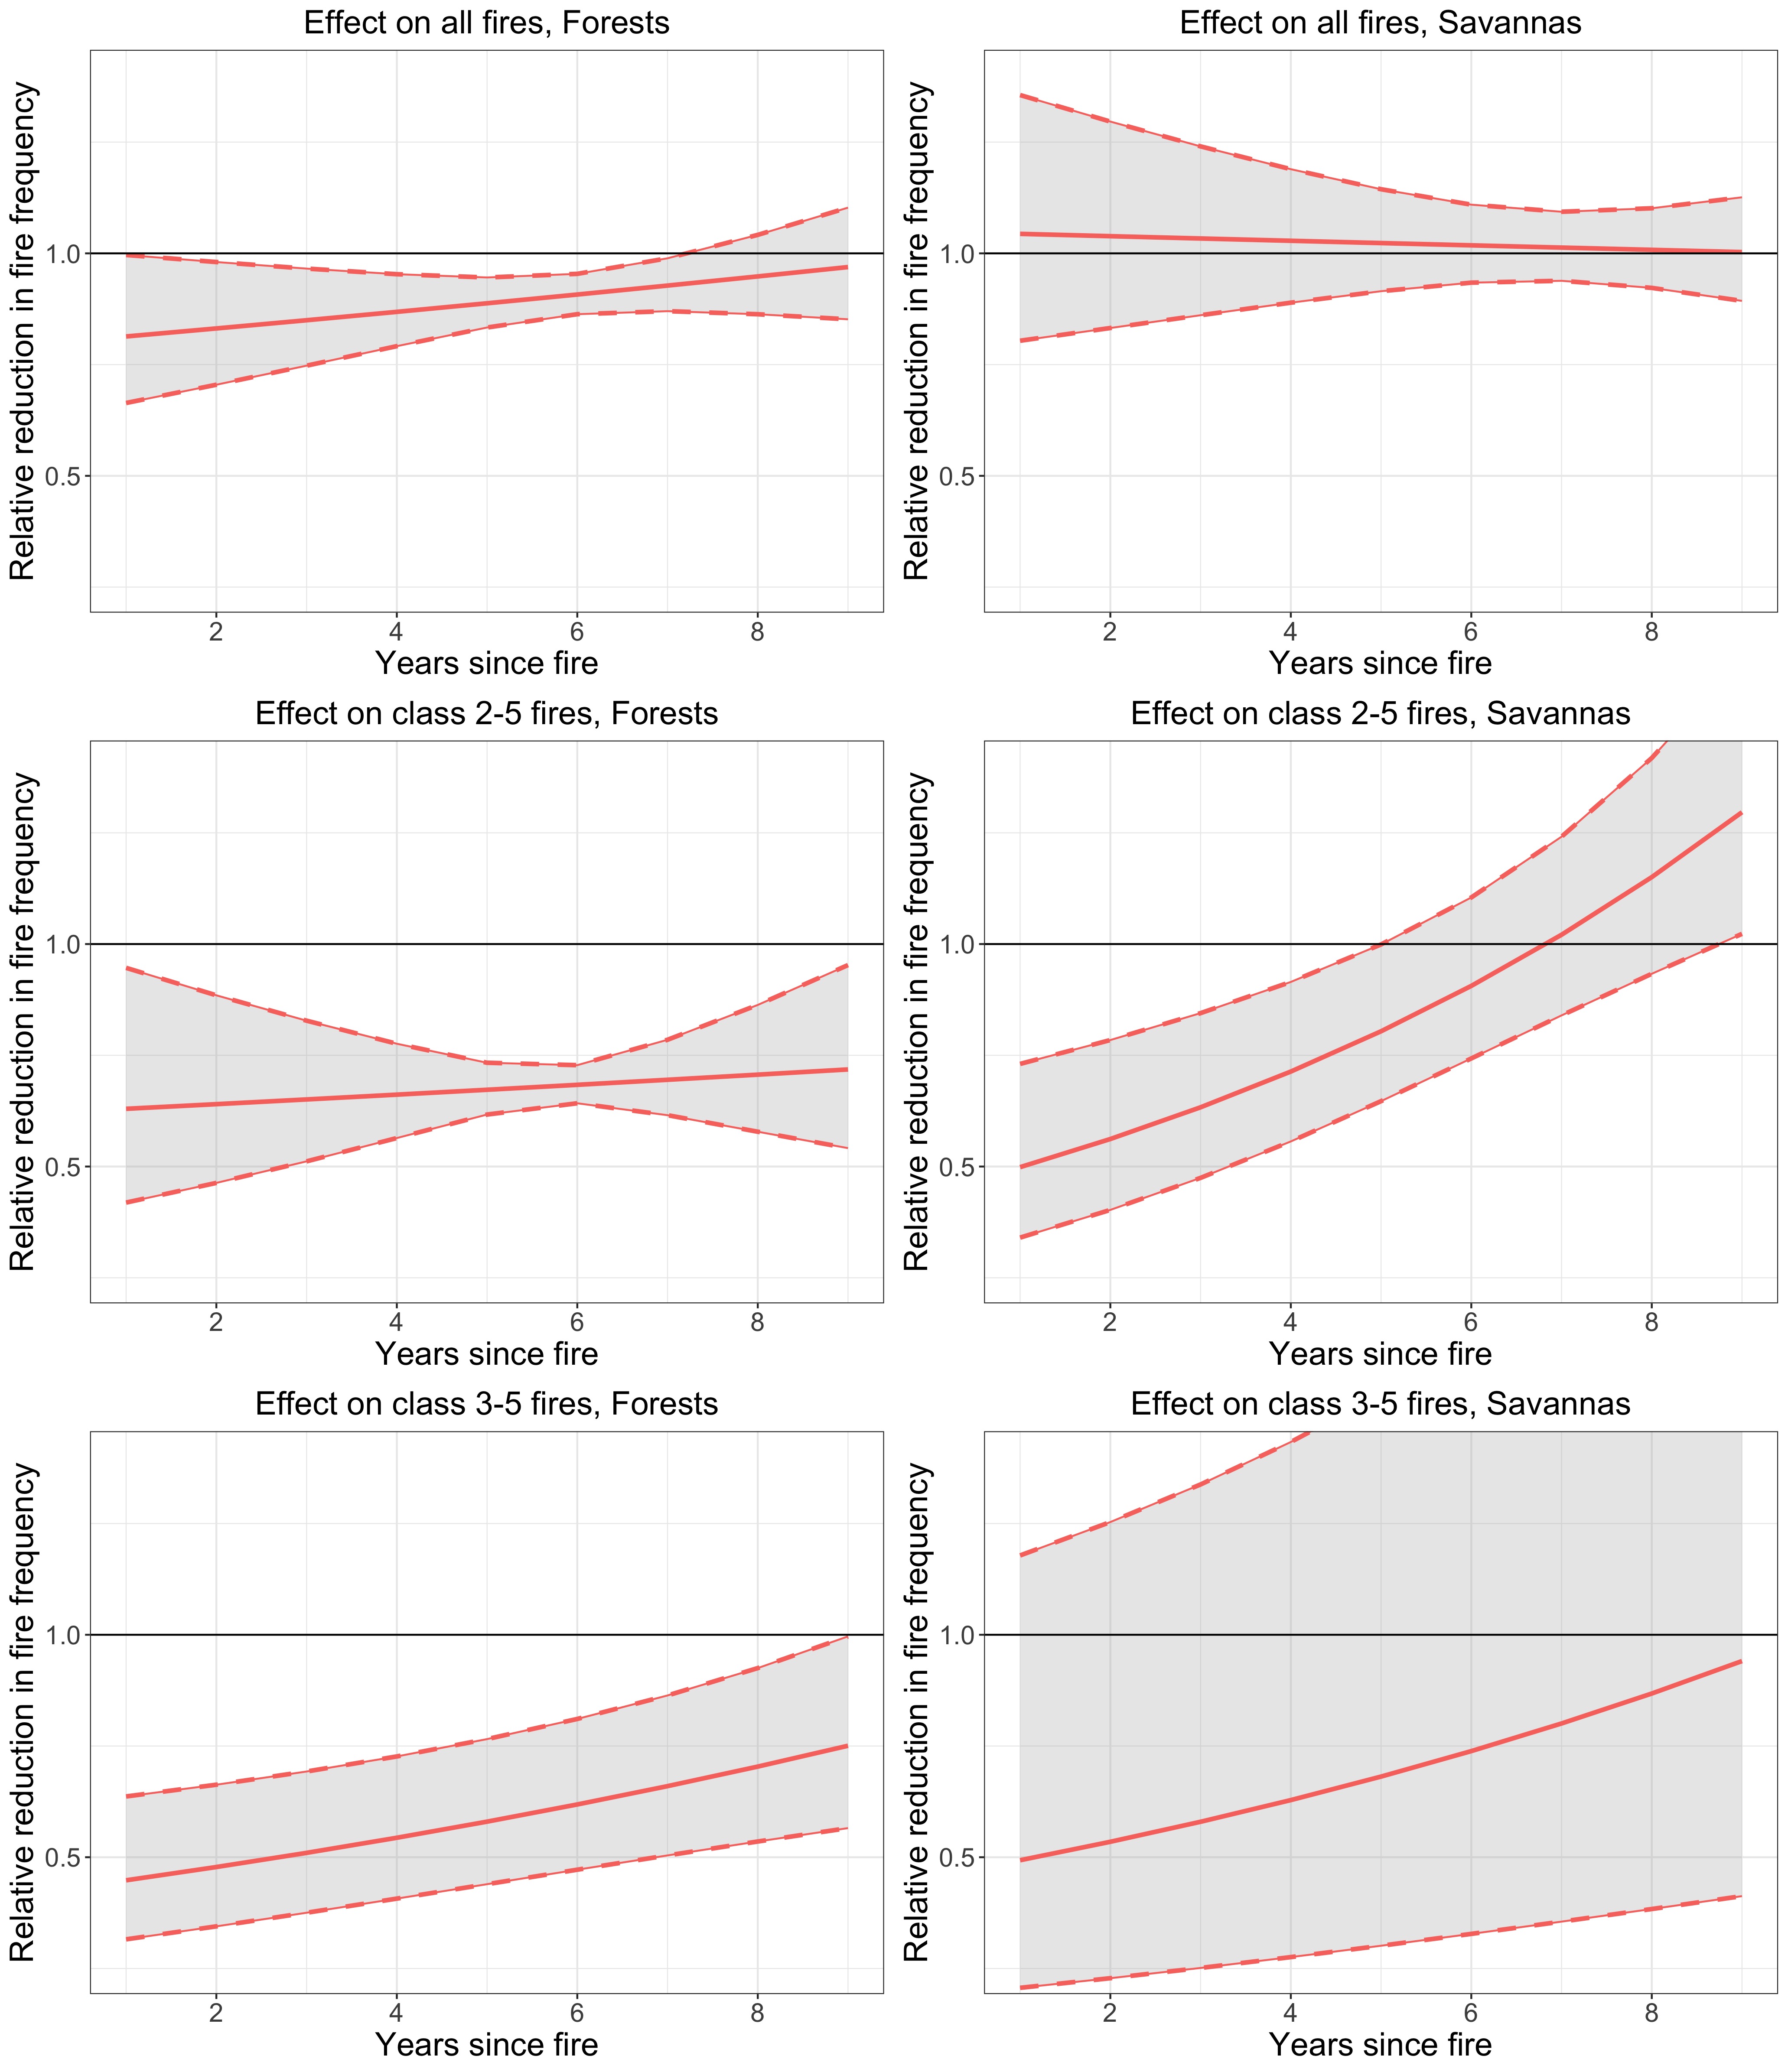 Effect on all fires, Forests
Relative reduction in fire frequency
1.0
0.5
2 4 6 8
Years since fire
Effect on all fires, Savannas
Relative reduction in fire frequency
1.0
0.5
2 4 6 8
Years since fire
Effect on class 2-5 fires, Forests
Relative reduction in fire frequency
1.0
0.5
2 4 6 8
Years since fire
Effect on class 2-5 fires, Savannas
Relative reduction in fire frequency
1.0
0.5
2 4 6 8
Years since fire
Effect on class 3-5 fires, Forests
Relative reduction in fire frequency
1.0
0.5
2 4 6 8
Years since fire
Effect on class 3-5 fires, Savannas
Relative reduction in fire frequency
1.0
0.5
2 4 6 8
Years since fire